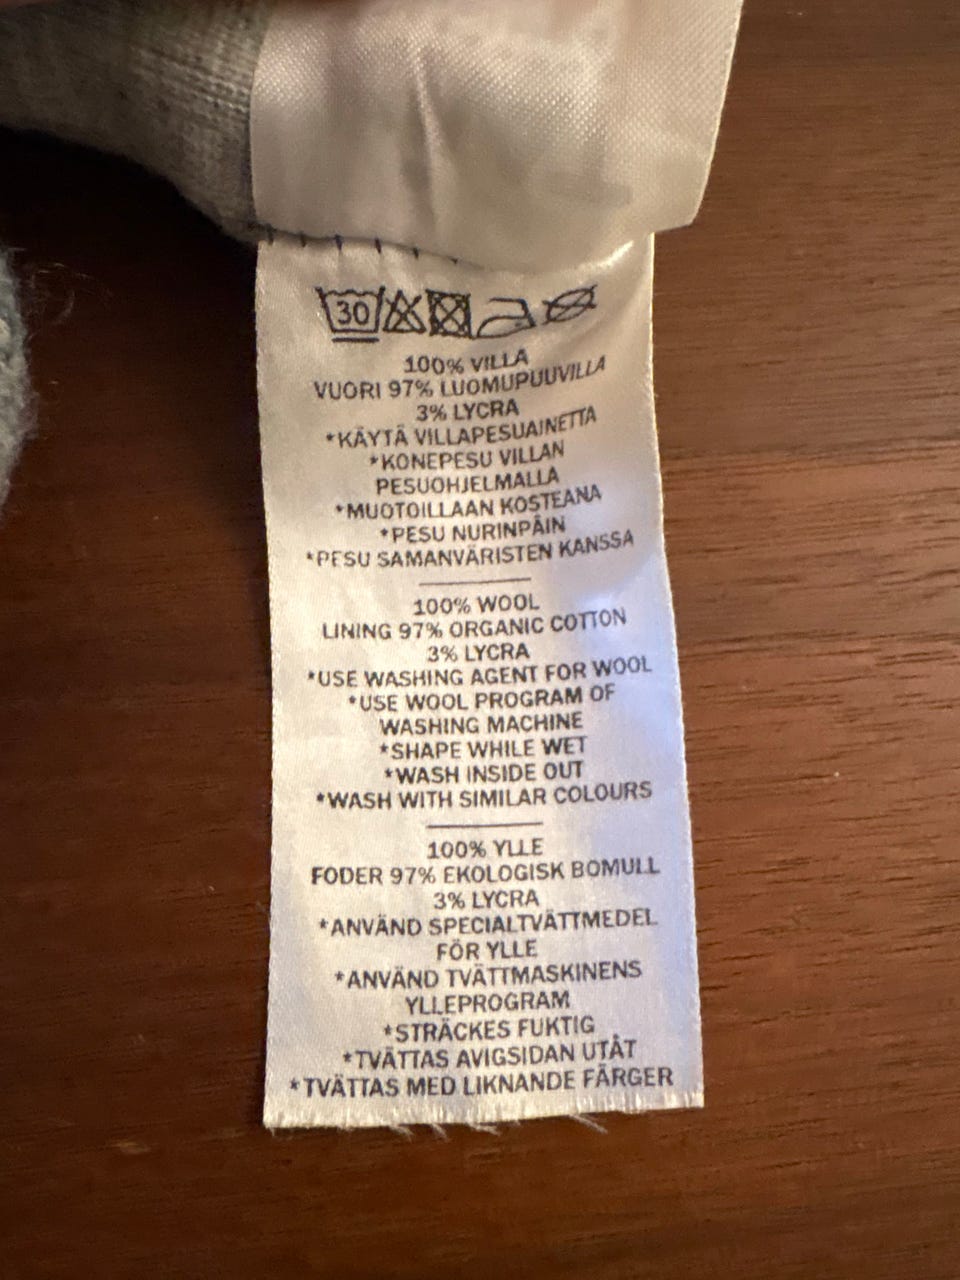 30
100% VILLA
VUORI 97% LUOMUPUUVILLA
3% LYCRA
*KÄYTÄ VILLAPESUAINETTA
*KONEPESU VILLAN
PESUOHJELMALLA
*MUOTOILLAAN KOSTEANA
*PESU NURINPÄIN
*PESU SAMANVÄRISTEN KANSSA
100% WOOL
LINING 97% ORGANIC COTTON
3% LYCRA
*USE WASHING AGENT FOR WOOL
*USE WOOL PROGRAM OF
WASHING MACHINE
*SHAPE WHILE WET
*WASH INSIDE OUT
*WASH WITH SIMILAR COLOURS
100% YLLE
FODER 97% EKOLOGISK BOMULL
3% LYCRA
*ANVÄND SPECIALTVÄTTMEDEL
FÖR YLLE
*ANVÄND TVÄTTMASKINENS
YLLEPROGRAM
*STRÄCKES FUKTIG
*TVÄTTAS AVIGSIDAN UTÅT
*TVÄTTAS MED LIKNANDE FÄRGER